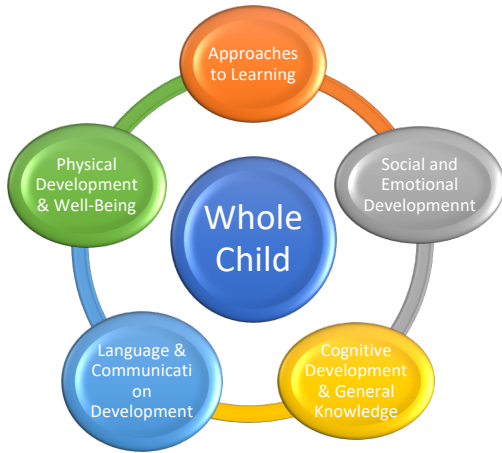 Approaches
to Learning
Physical
Development
& Well-Being
Social and
Emotional
Developmennt
Whole
Child
Language &
Communicati
on
Development
Cognitive
Development
& General
Knowledge